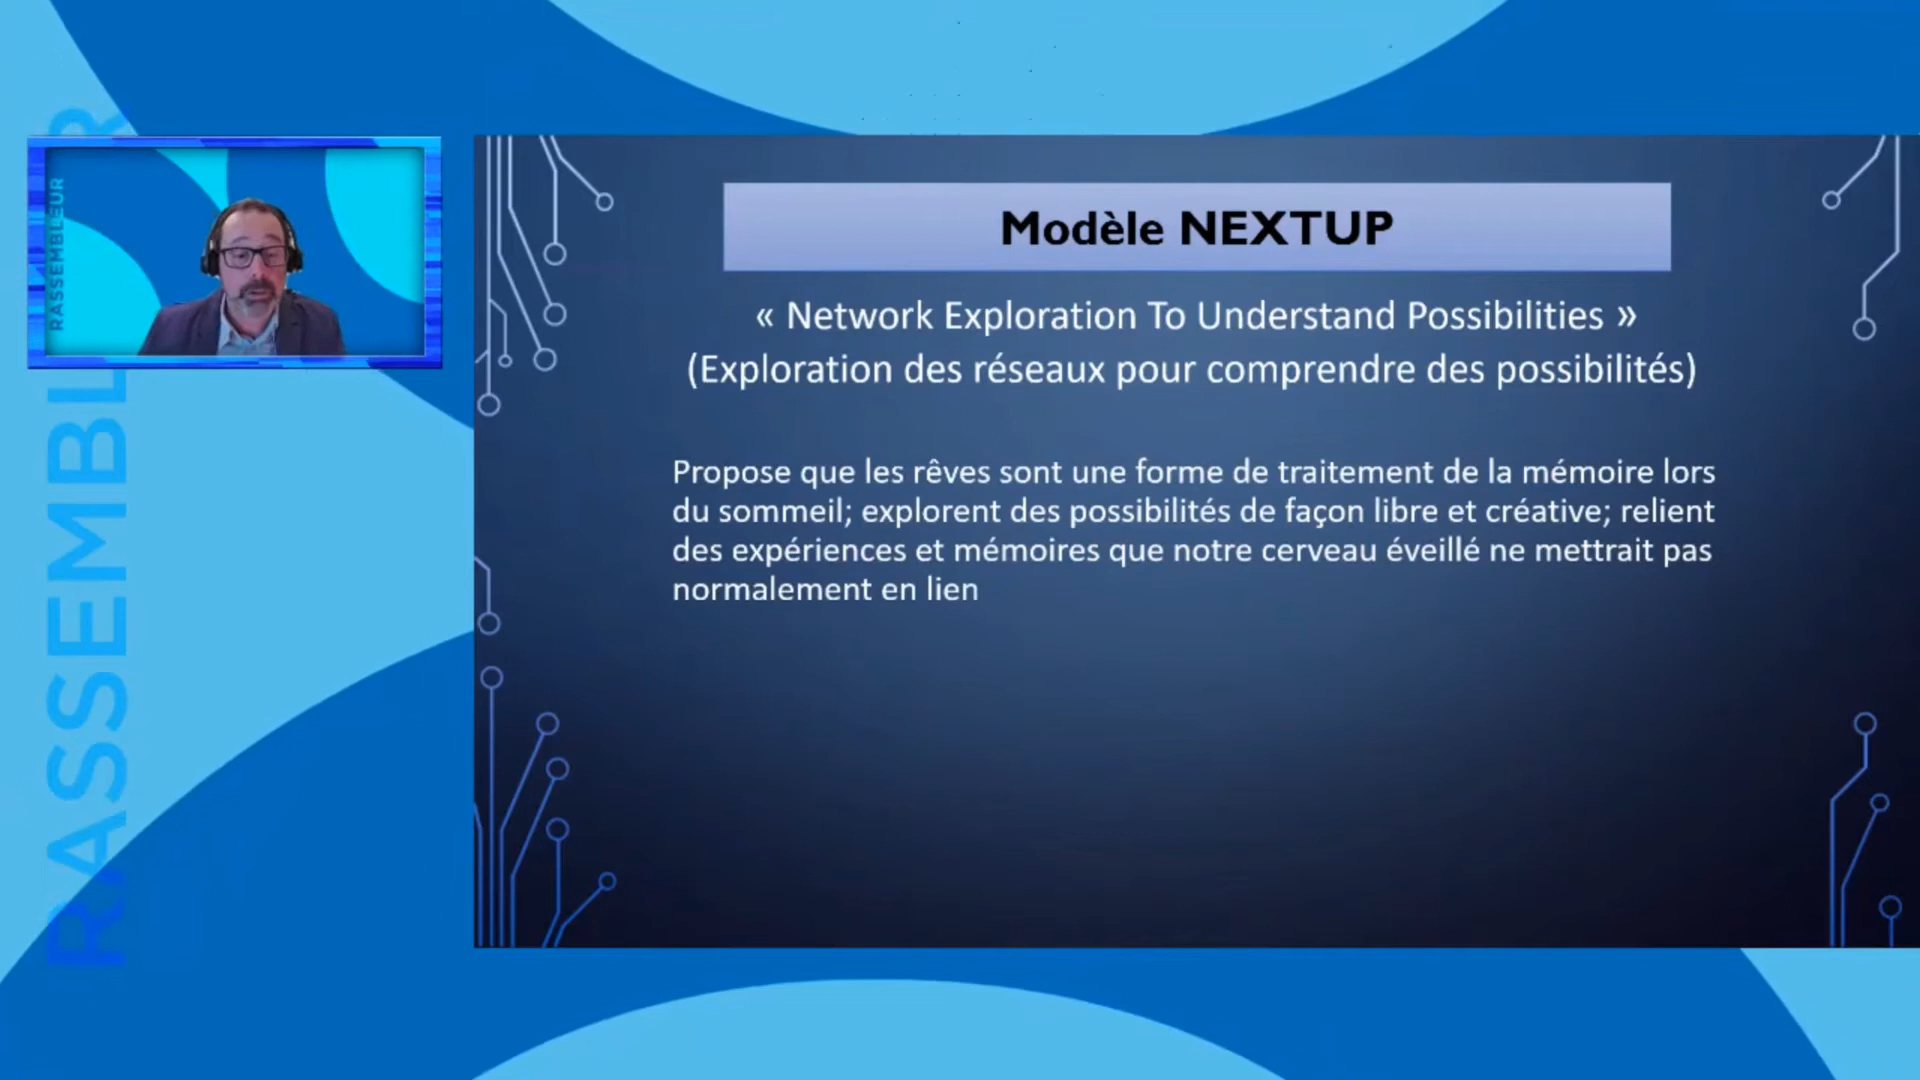 RASSEMBLEUR
RASSEMBLEUR
Modèle NEXTUP
« Network Exploration To Understand Possibilities »
(Exploration des réseaux pour comprendre des possibilités)
Propose que les rêves sont une forme de traitement de la mémoire lors
du sommeil; explorent des possibilités de façon libre et créative; relient
des expériences et mémoires que notre cerveau éveillé ne mettrait pas
normalement en lien